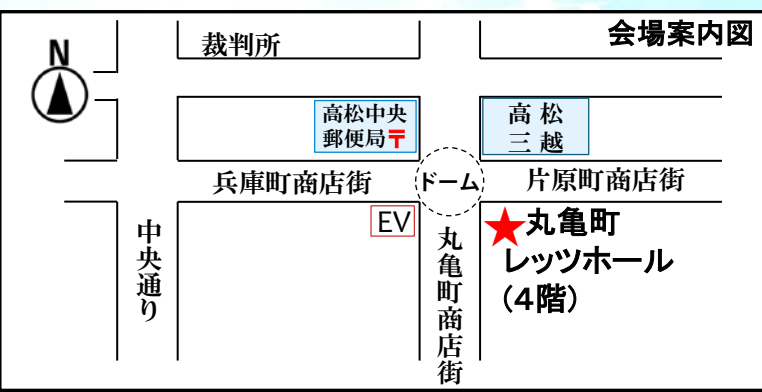 会場案内図
N
裁判所
高松中央
郵便局〒
高松
三越
兵庫町商店街
ドーム
片原町商店街
EV
★丸亀町
レッツホール
（4階）
中央通り
丸亀町商店街